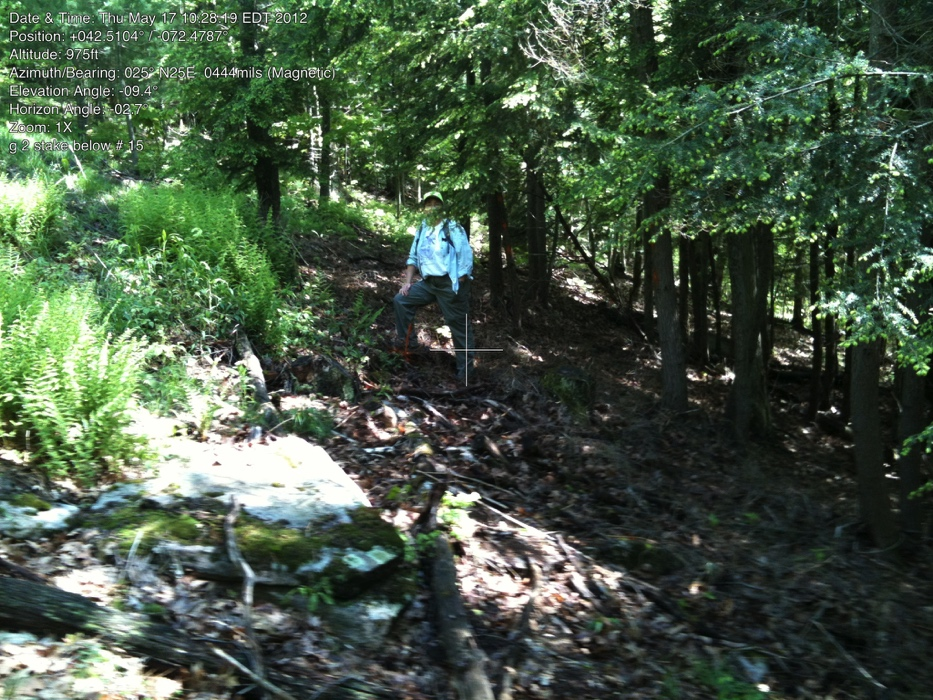 Date & Time: Thu May 17 10:28:19 EDT 2012
Position: +042.5104° / -072.4787°
Altitude: 975ft
Azimuth/Bearing: 025° N25E 0444mils (Magnetic)
Elevation Angle: -09.4°
Horizon Angle: -02.7°
Zoom: 1X
g 2 stake below # 15